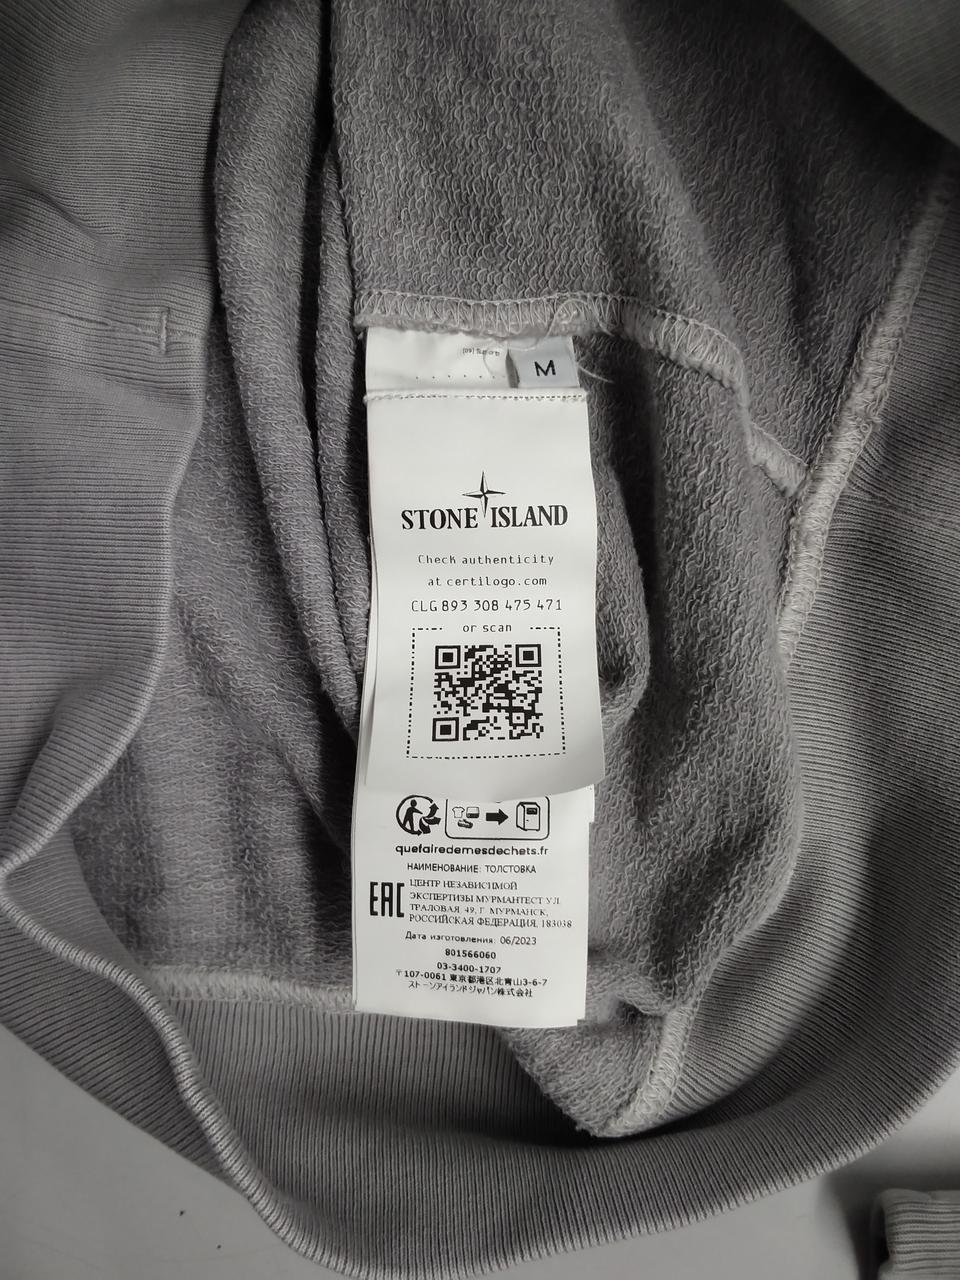 M
STONE ISLAND
Check authenticity
at certilogo.com
CLG 893 308 475 471
or scan
quefairedemesdechets.fr
НАИМЕНОВАНИЕ: ТОЛСТОВКА
EAC
ЦЕНТР НЕЗАВИСИМОЙ
ЭКСПЕРТИЗЫ МУРМАНТЕСТ УЛ.
ТРАЛОВАЯ 49, Г. МУРМАНСК,
РОССИЙСКАЯ ФЕДЕРАЦИЯ, 183038
Дата изготовления: 06/2023
801566060
03-3400-1707
〒107-0061 東京都港区北青山3-6-7
ストーンアイランドジャパン株式会社